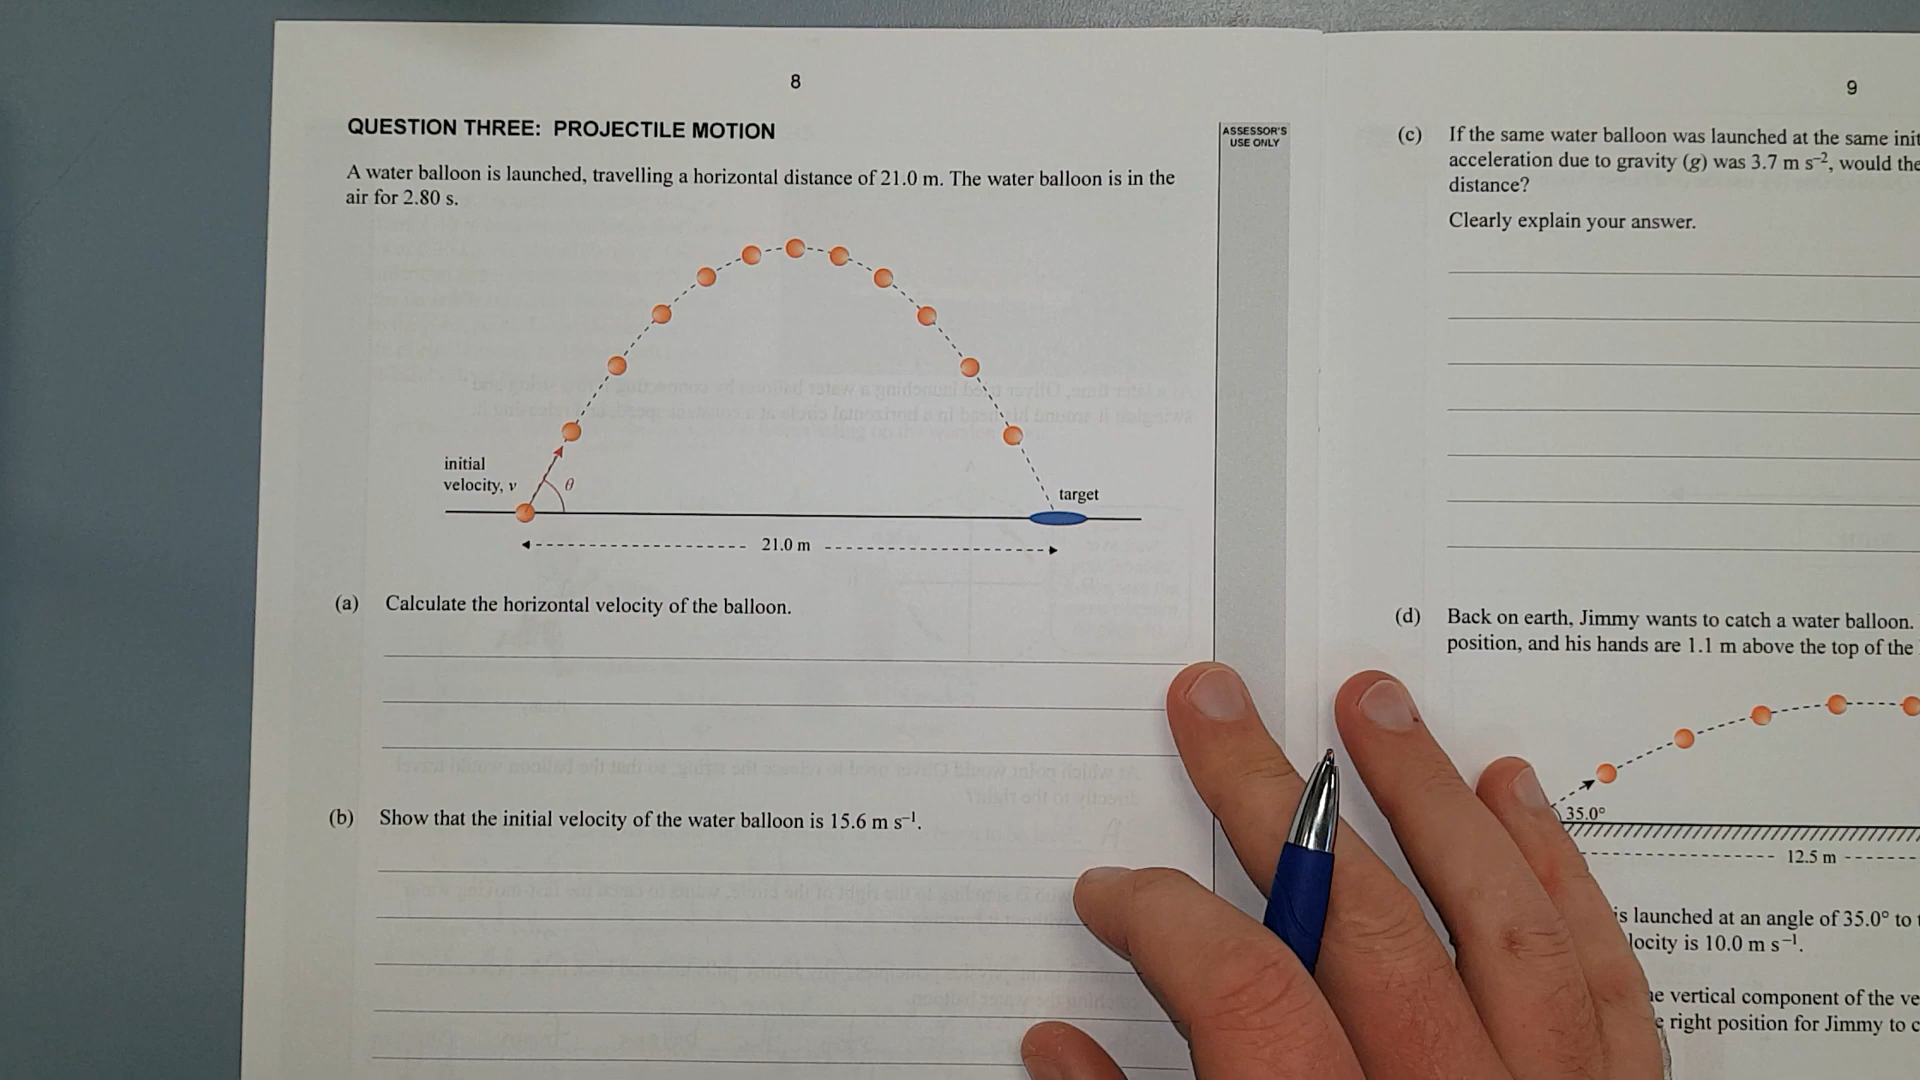 8
QUESTION THREE: PROJECTILE MOTION
ASSESSOR'S
USE ONLY
A water balloon is launched, travelling a horizontal distance of 21.0 m. The water balloon is in the
air for 2.80 s.
initial
velocity, v
θ
target
21.0 m
(a) Calculate the horizontal velocity of the balloon.
(b) Show that the initial velocity of the water balloon is 15.6 m s⁻¹.
9
(c) If the same water balloon was launched at the same
acceleration due to gravity (g) was 3.7 m s⁻², would the
distance?
Clearly explain your answer.
(d) Back on earth, Jimmy wants to catch a water balloon.
position, and his hands are 1.1 m above the top of the
35.0°
12.5 m
is launched at an angle of 35.0° to
is 10.0 m s⁻¹.
vertical component of the
right position for Jimmy to